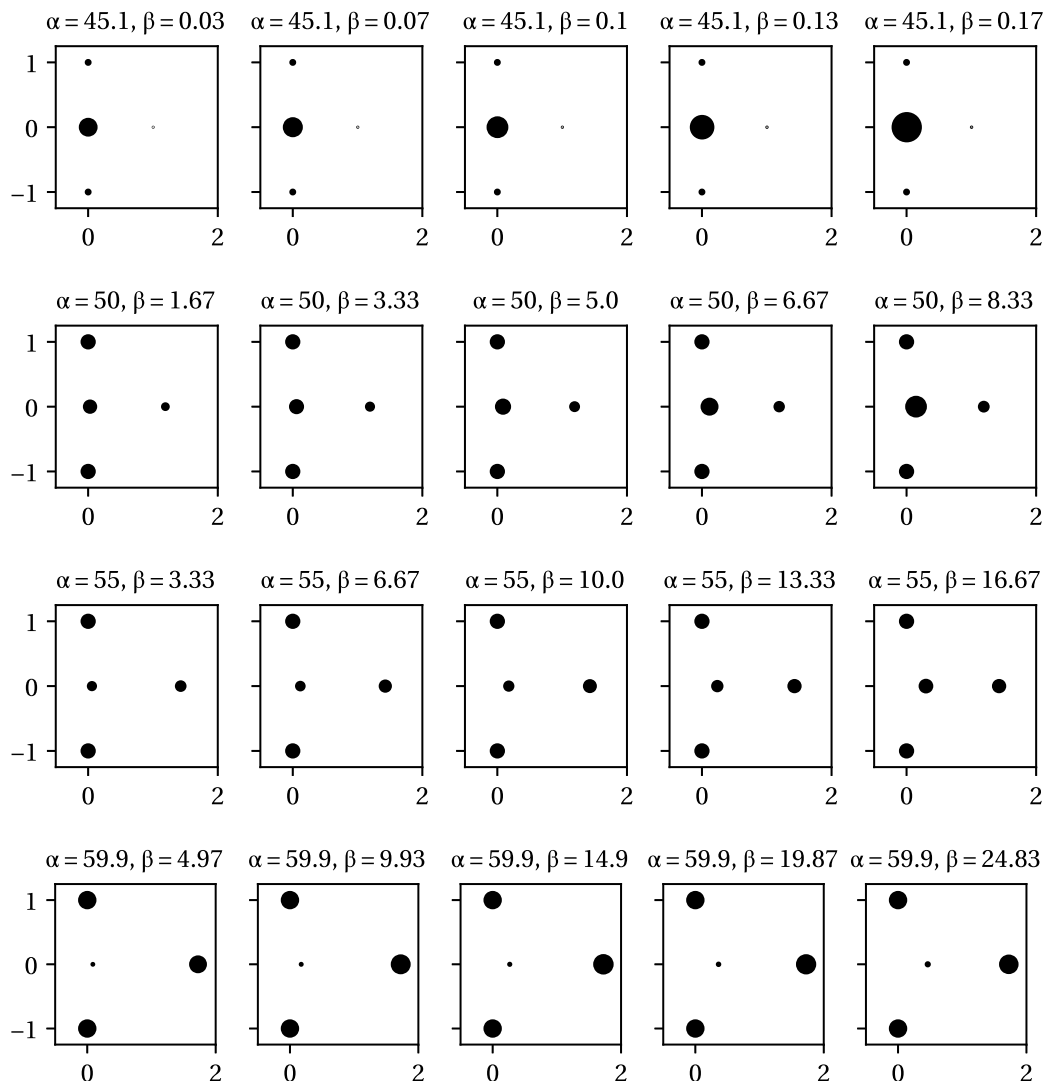 α = 45.1, β = 0.03 α = 45.1, β = 0.07 α = 45.1, β = 0.1 α = 45.1, β = 0.13 α = 45.1, β = 0.17
1
0
−1
0 2 0 2 0 2 0 2 0 2
α = 50, β = 1.67 α = 50, β = 3.33 α = 50, β = 5.0 α = 50, β = 6.67 α = 50, β = 8.33
1
0
−1
0 2 0 2 0 2 0 2 0 2
α = 55, β = 3.33 α = 55, β = 6.67 α = 55, β = 10.0 α = 55, β = 13.33 α = 55, β = 16.67
1
0
−1
0 2 0 2 0 2 0 2 0 2
α = 59.9, β = 4.97 α = 59.9, β = 9.93 α = 59.9, β = 14.9 α = 59.9, β = 19.87 α = 59.9, β = 24.83
1
0
−1
0 2 0 2 0 2 0 2 0 2